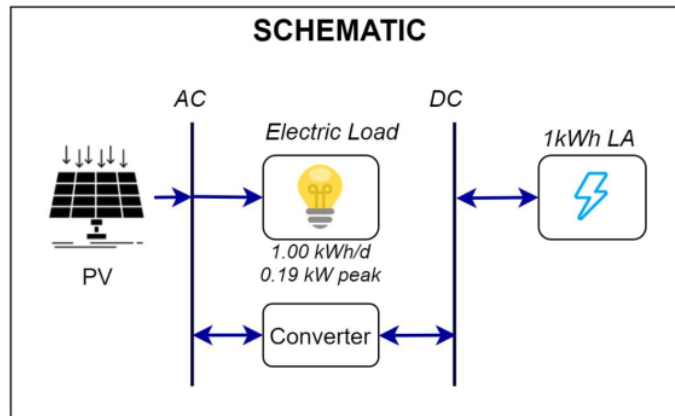 SCHEMATIC
AC
DC
Electric Load
1kWh LA
1.00 kWh/d
0.19 kW peak
PV
Converter